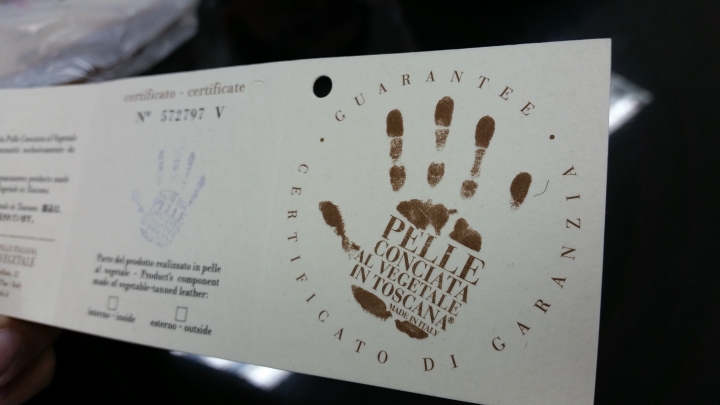 certificato - certificate
Nº 572797 V
Parte del prodotto realizzato in pelle
al vegetale - Product's component
made of vegetable-tanned leather:
interno - inside
esterno - outside
GUARANTEE
CERTIFICATO DI GARANZIA
PELLE
CONCIATA
AL VEGETALE
IN TOSCANA®
MADE IN ITALY